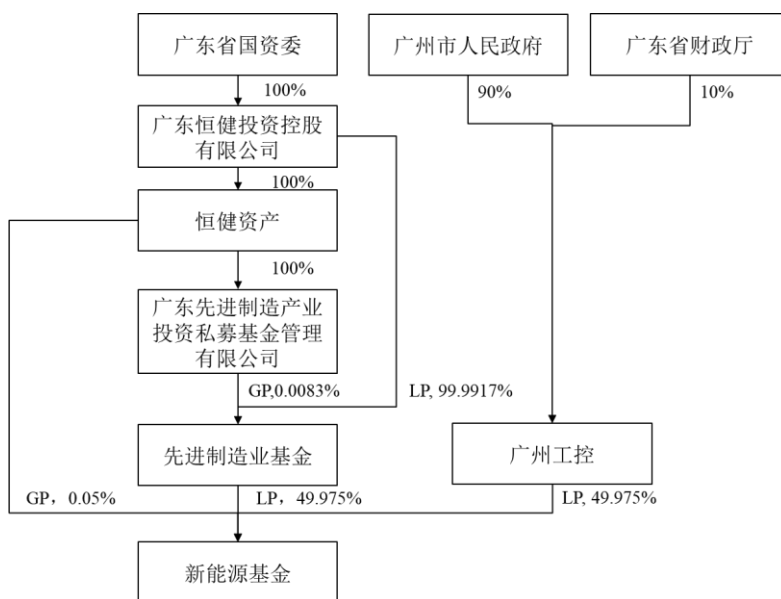 广东省国资委
广州市人民政府
广东省财政厅
100%
90%
10%
广东恒健投资控股
有限公司
100%
恒健资产
100%
广东先进制造产业
投资私募基金管理
有限公司
GP,0.0083%
LP, 99.9917%
先进制造业基金
广州工控
GP，0.05%
LP，49.975%
LP, 49.975%
新能源基金